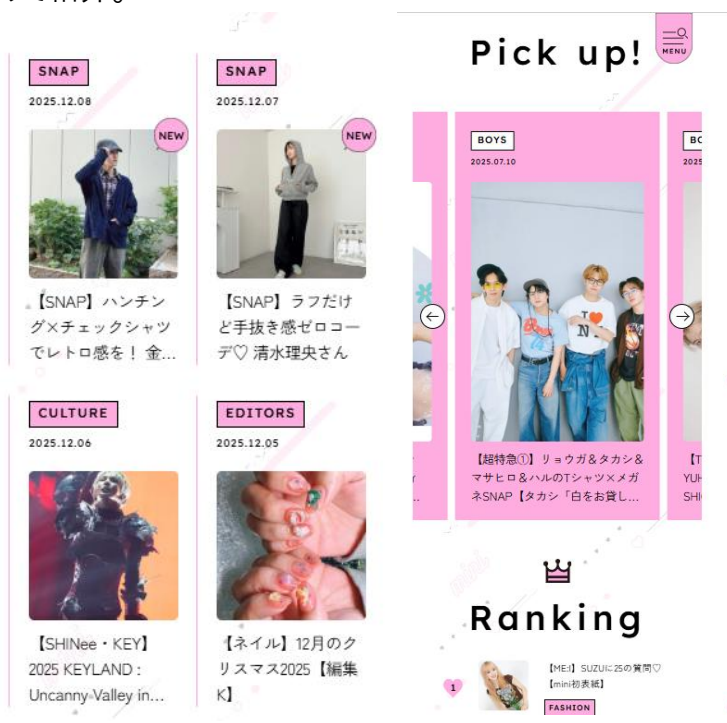 SNAP
2025.12.08
NEW
【SNAP】ハンチン
グ×チェックシャツ
でレトロ感を！ 金...
SNAP
2025.12.07
NEW
【SNAP】ラフだけ
ど手抜き感ゼロコー
デ♡ 清水理央さん
CULTURE
2025.12.06
【SHINee・KEY】
2025 KEYLAND :
Uncanny Valley in...
EDITORS
2025.12.05
【ネイル】12月のク
リスマス2025【編集
K】
Pick up!
MENU
BOYS
2025.07.10
I ❤
NY
【超特急①】リョウガ＆タカシ＆
マサヒロ＆ハルのTシャツ×メガ
ネSNAP【タカシ「白をお貸し...
2025
YUH
SHI
Ranking
1
【ME:I】SUZUに25の質問♡
【mini初表紙】
FASHION